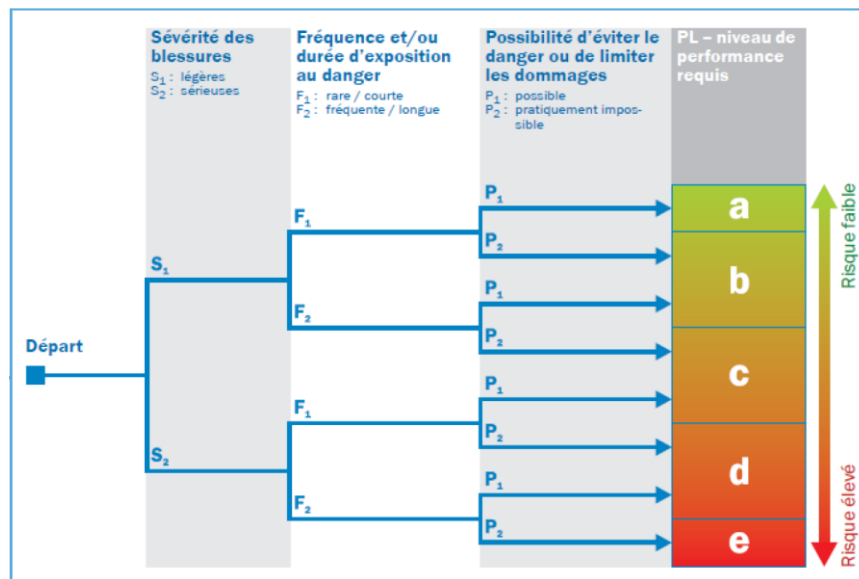 Sévérité des
blessures
S1 : légères
S2 : sérieuses
Fréquence et/ou
durée d'exposition
au danger
F1 : rare / courte
F2 : fréquente / longue
Possibilité d'éviter le
danger ou de limiter
les dommages
P1 : possible
P2 : pratiquement impos-
sible
PL – niveau de
performance
requis
Départ
S1
S2
F1
F2
F1
F2
P1
P2
P1
P2
P1
P2
P1
P2
a
b
c
d
e
Risque faible
Risque élevé